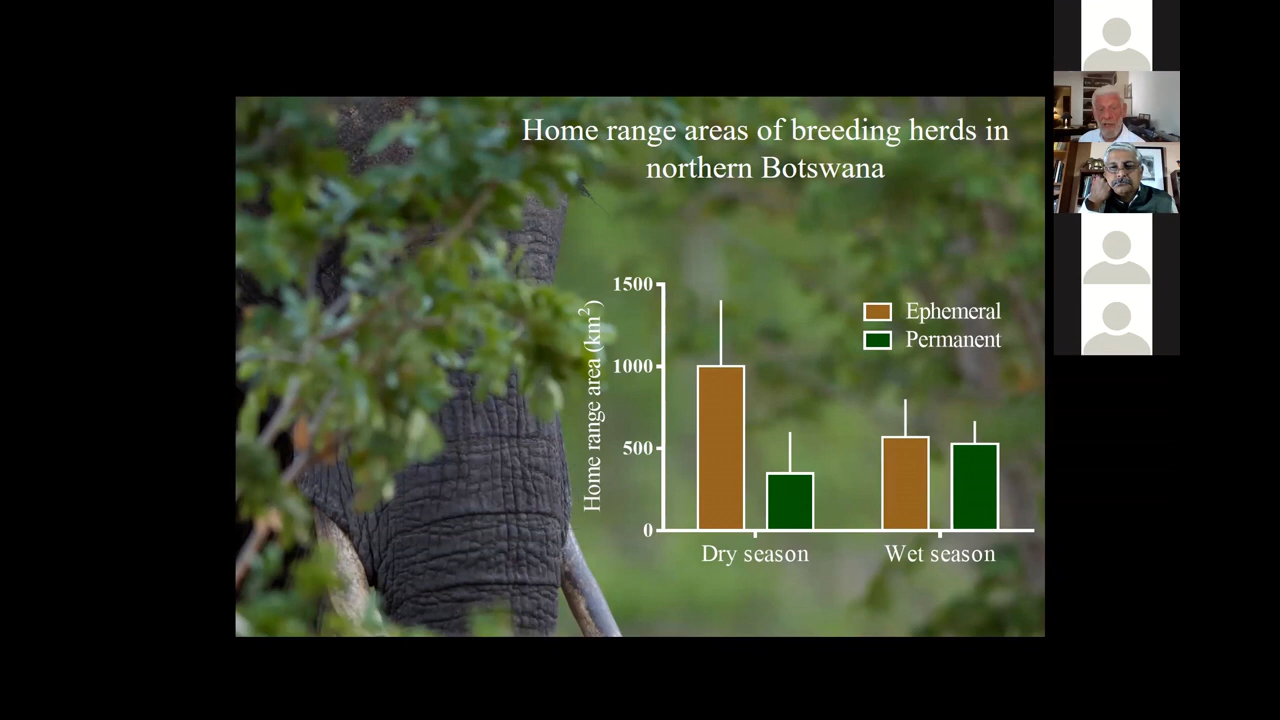 Home range areas of breeding herds in
northern Botswana
Home range area (km²)
1500
1000
500
0
Ephemeral
Permanent
Dry season
Wet season